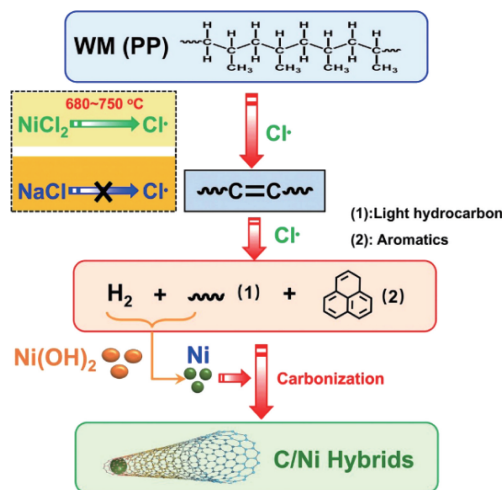 WM (PP)
H H H H H H
C C C C C C
H CH₃ H CH₃ H CH₃
680~750 °C
NiCl₂ Cl·
NaCl Cl·
Cl·
C=C
(1):Light hydrocarbon
(2): Aromatics
Cl·
H₂ + (1) + (2)
Ni(OH)₂
Ni
Carbonization
C/Ni Hybrids